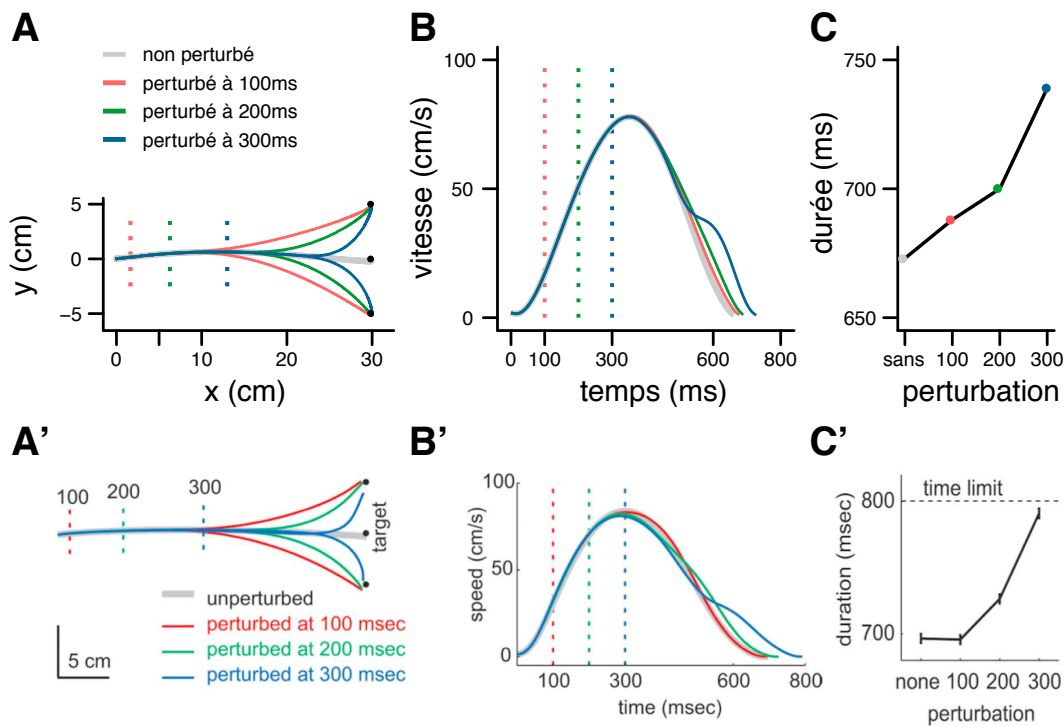 A
non perturbé
perturbé à 100ms
perturbé à 200ms
perturbé à 300ms
5
0
−5
y (cm)
0 10 20 30
x (cm)
B
100
50
0
vitesse (cm/s)
0 100 300 600 800
temps (ms)
C
750
700
650
durée (ms)
sans 100 200 300
perturbation
A’
100 200 300
target
unperturbed
perturbed at 100 msec
perturbed at 200 msec
perturbed at 300 msec
5 cm
B’
100
50
0
speed (cm/s)
100 300 600 800
time (msec)
C’
time limit
800
700
duration (msec)
none 100 200 300
perturbation